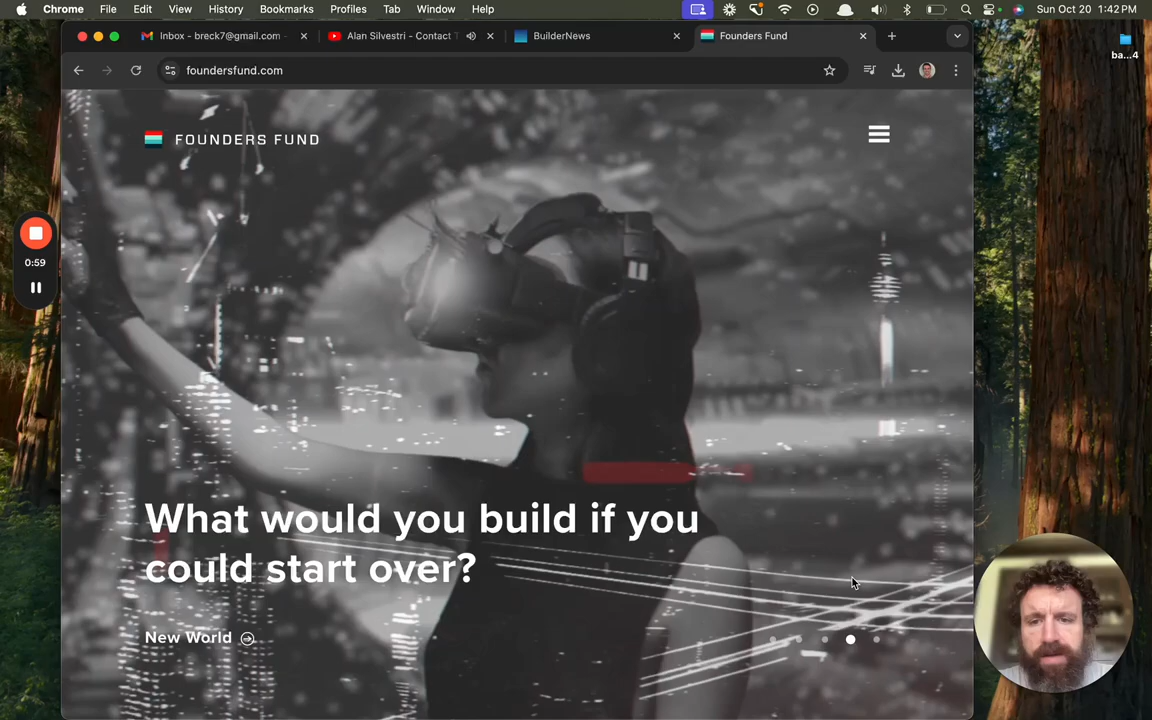 Chrome File Edit View History Bookmarks Profiles Tab Window Help Sun Oct 20 1:42 PM
Inbox - breck7@gmail.com - Alan Silvestri - Contact T BuilderNews Founders Fund
foundersfund.com
ba...4
FOUNDERS FUND
0:59
What would you build if you
could start over?
New World